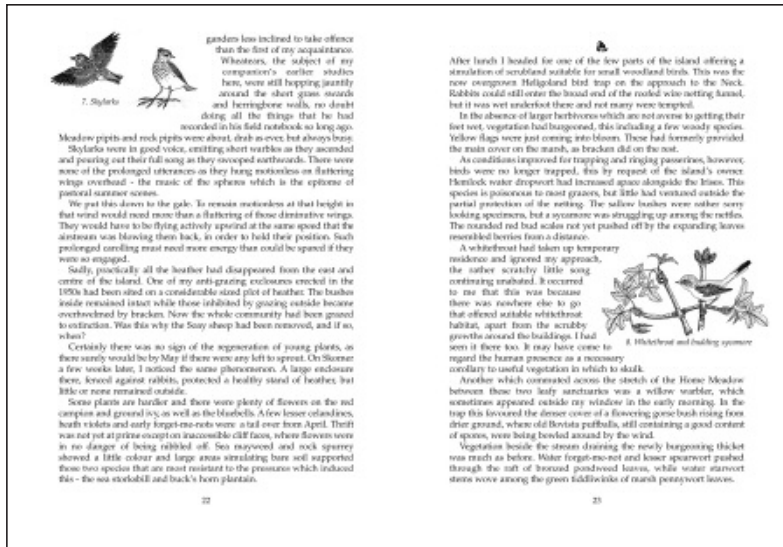 ganders less inclined to take offence
than the first of my acquaintance.
Wheatears, the subject of my
companion's earlier studies
here, were still hopping jauntily
around the short grass swards
and herringbone walls, no doubt
doing all the things that he had
recorded in his field notebook so long ago.
7. Skylarks
Meadow pipits and rock pipits were about, drab as ever, but always busy.
Skylarks were in good voice, emitting short warbles as they ascended
and pouring out their full song as they swooped earthwards. There were
none of the prolonged utterances as they hung motionless on fluttering
wings overhead - the music of the spheres which is the epitome of
pastoral summer scenes.
We put this down to the gale. To remain motionless at that height in
that wind would need more than a fluttering of those diminutive wings.
They would have to be flying actively upwind at the same speed that the
airstream was blowing them back, in order to hold their position. Such
prolonged carolling must need more energy than could be spared if they
were so engaged.
Sadly, practically all the heather had disappeared from the east and
centre of the island. One of my anti-grazing enclosures erected in the
1950s had been sited on a considerable sized plot of heather. The bushes
inside remained intact while those inhibited by grazing outside became
overwhelmed by bracken. Now the whole community had been grazed
to extinction. Was this why the Soay sheep had been removed, and if so,
when?
Certainly there was no sign of the regeneration of young plants, as
there surely would be by May if there were any left to sprout. On Skomer
a few weeks later, I noticed the same phenomenon. A large enclosure
there, fenced against rabbits, protected a healthy stand of heather, but
little or none remained outside.
Some plants are hardier and there were plenty of flowers on the red
campion and ground ivy, as well as the bluebells. A few lesser celandines,
heath violets and early forget-me-nots were a tail over from April. Thrift
was not yet at prime except on inaccessible cliff faces, where flowers were
in no danger of being nibbled off. Sea mayweed and rock spurrey
showed a little colour and large areas simulating bare soil supported
those two species that are most resistant to the pressures which induced
this - the sea storksbill and buck's horn plantain.
22
After lunch I headed for one of the few parts of the island offering a
simulation of scrubland suitable for small woodland birds. This was the
now overgrown Heligoland bird trap on the approach to the Neck.
Rabbits could still enter the broad end of the roofed wire netting funnel,
but it was wet underfoot there and not many were tempted.
In the absence of larger herbivores which are not averse to getting their
feet wet, vegetation had burgeoned, this including a few woody species.
Yellow flags were just coming into bloom. These had formerly provided
the main cover on the marsh, as bracken did on the rest.
As conditions improved for trapping and ringing passerines, however,
birds were no longer trapped, this by request of the island's owner.
Hemlock water dropwort had increased apace alongside the Irises. This
species is poisonous to most grazers, but little had ventured outside the
partial protection of the netting. The sallow bushes were rather sorry
looking specimens, but a sycamore was struggling up among the nettles.
The rounded red bud scales not yet pushed off by the expanding leaves
resembled berries from a distance.
A whitethroat had taken up temporary
residence and ignored my approach,
the rather scratchy little song
continuing unabated. It occurred
to me that this was because
there was nowhere else to go
that offered suitable whitethroat
habitat, apart from the scrubby
growths around the buildings. I had
seen it there too. It may have come to
regard the human presence as a necessary
corollary to useful vegetation in which to skulk.
8. Whitethroat and budding sycamore
Another which commuted across the stretch of the Home Meadow
between these two leafy sanctuaries was a willow warbler, which
sometimes appeared outside my window in the early morning. In the
trap this favoured the denser cover of a flowering gorse bush rising from
drier ground, where old Bovista puffballs, still containing a good content
of spores, were being bowled around by the wind.
Vegetation beside the stream draining the newly burgeoning thicket
was much as before. Water forget-me-not and lesser spearwort pushed
through the raft of bronzed pondweed leaves, while water starwort
stems wove among the green tiddliwinks of marsh pennywort leaves.
23